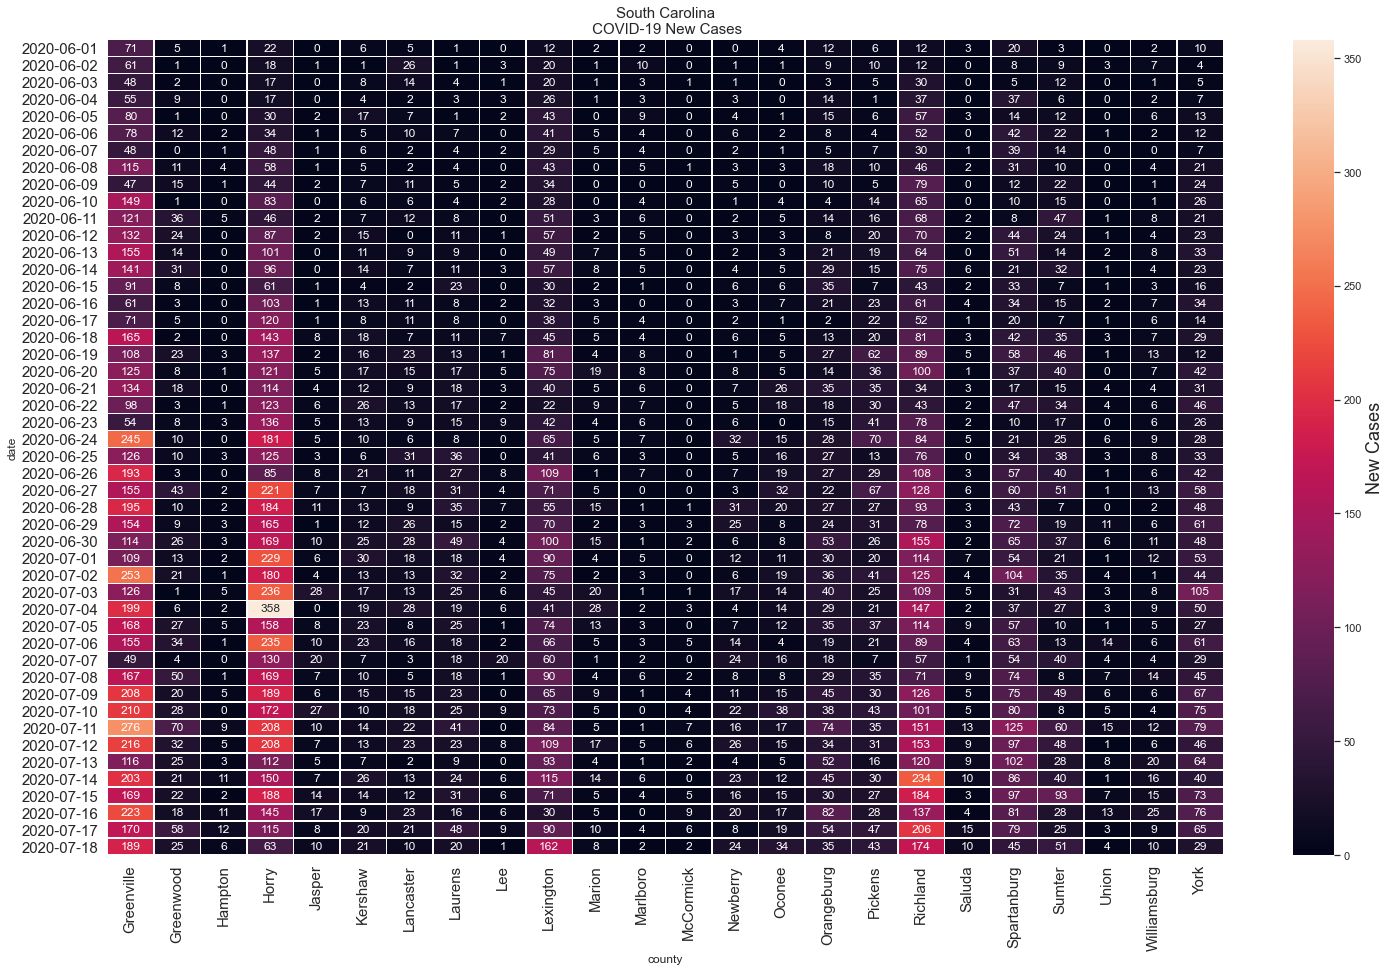 South Carolina
COVID-19 New Cases
2020-06-01 71 5 1 22 0 6 5 1 0 12 2 2 0 0 4 12 6 12 3 20 3 0 2 10
2020-06-02 61 1 0 18 1 1 26 1 3 20 1 10 0 1 1 9 10 12 0 8 9 3 7 4
2020-06-03 48 2 0 17 0 8 14 4 1 20 1 3 1 1 0 3 5 30 0 5 12 0 1 5
2020-06-04 55 9 0 17 0 4 2 3 3 26 1 3 0 3 0 14 1 37 0 37 6 0 2 7
2020-06-05 80 1 0 30 2 17 7 1 2 43 0 9 0 4 1 15 6 57 3 14 12 0 6 13
2020-06-06 78 12 2 34 1 5 10 7 0 41 5 4 0 6 2 8 4 52 0 42 22 1 2 12
2020-06-07 48 0 1 48 1 6 2 4 2 29 5 4 0 2 1 5 7 30 1 39 14 0 0 7
2020-06-08 115 11 4 58 1 5 2 4 0 43 0 5 1 3 3 18 10 46 2 31 10 0 4 21
2020-06-09 47 15 1 44 2 7 11 5 2 34 0 0 0 5 0 10 5 79 0 12 22 0 1 24
2020-06-10 149 1 0 83 0 6 6 4 2 28 0 4 0 1 4 4 14 65 0 10 15 0 1 26
2020-06-11 121 36 5 46 2 7 12 8 0 51 3 6 0 2 5 14 16 68 2 8 47 1 8 21
2020-06-12 132 24 0 87 2 15 0 11 1 57 2 5 0 3 3 8 20 70 2 44 24 1 4 23
2020-06-13 155 14 0 101 0 11 9 9 0 49 7 5 0 2 3 21 19 64 0 51 14 2 8 33
2020-06-14 141 31 0 96 0 14 7 11 3 57 8 5 0 4 5 29 15 75 6 21 32 1 4 23
2020-06-15 91 8 0 61 1 4 2 23 0 30 2 1 0 6 6 35 7 43 2 33 7 1 3 16
2020-06-16 61 3 0 103 1 13 11 8 2 32 3 0 0 3 7 21 23 61 4 34 15 2 7 34
2020-06-17 71 5 0 120 1 8 11 8 0 38 5 4 0 2 1 2 22 52 1 20 7 1 6 14
2020-06-18 165 2 0 143 8 18 7 11 7 45 5 4 0 6 5 13 20 81 3 42 35 3 7 29
2020-06-19 108 23 3 137 2 16 23 13 1 81 4 8 0 1 5 27 62 89 5 58 46 1 13 12
2020-06-20 125 8 1 121 5 17 15 17 5 75 19 8 0 8 5 14 36 100 1 37 40 0 7 42
2020-06-21 134 18 0 114 4 12 9 18 3 40 5 6 0 7 26 35 35 34 3 17 15 4 4 31
2020-06-22 98 3 1 123 6 26 13 17 2 22 9 7 0 5 18 18 30 43 2 47 34 4 6 46
2020-06-23 54 8 3 136 5 13 9 15 9 42 4 6 0 6 0 15 41 78 2 10 17 0 6 26
2020-06-24 245 10 0 181 5 10 6 8 0 65 5 7 0 32 15 28 70 84 5 21 25 6 9 28
2020-06-25 126 10 3 125 3 6 31 36 0 41 6 3 0 5 16 27 13 76 0 34 38 3 8 33
2020-06-26 193 3 0 85 8 21 11 27 8 109 1 7 0 7 19 27 29 108 3 57 40 1 6 42
2020-06-27 155 43 2 221 7 7 18 31 4 71 5 0 0 3 32 22 67 128 6 60 51 1 13 58
2020-06-28 195 10 2 184 11 13 9 35 7 55 15 1 1 31 20 27 27 93 3 43 7 0 2 48
2020-06-29 154 9 3 165 1 12 26 15 2 70 2 3 3 25 8 24 31 78 3 72 19 11 6 61
2020-06-30 114 26 3 169 10 25 28 49 4 100 15 1 2 6 8 53 26 155 2 65 37 6 11 48
2020-07-01 109 13 2 229 6 30 18 18 4 90 4 5 0 12 11 30 20 114 7 54 21 1 12 53
2020-07-02 253 21 1 180 4 13 13 32 2 75 2 3 0 6 19 36 41 125 4 104 35 4 1 44
2020-07-03 126 1 5 236 28 17 13 25 6 45 20 1 1 17 14 40 25 109 5 31 43 3 8 105
2020-07-04 199 6 2 358 0 19 28 19 6 41 28 2 3 4 14 29 21 147 2 37 27 3 9 50
2020-07-05 168 27 5 158 8 23 8 25 1 74 13 3 0 7 12 35 37 114 9 57 10 1 5 27
2020-07-06 155 34 1 235 10 23 16 18 2 66 5 3 5 14 4 19 21 89 4 63 13 14 6 61
2020-07-07 49 4 0 130 20 7 3 18 20 60 1 2 0 24 16 18 7 57 1 54 40 4 4 29
2020-07-08 167 50 1 169 7 10 5 18 1 90 4 6 2 8 8 29 35 71 9 74 8 7 14 45
2020-07-09 208 20 5 189 6 15 15 23 0 65 9 1 4 11 15 45 30 126 5 75 49 6 6 67
2020-07-10 210 28 0 172 27 10 18 25 9 73 5 0 4 22 38 38 43 101 5 80 8 5 4 75
2020-07-11 276 70 9 208 10 14 22 41 0 84 5 1 7 16 17 74 35 151 13 125 60 15 12 79
2020-07-12 216 32 5 208 7 13 23 23 8 109 17 5 6 26 15 34 31 153 9 97 48 1 6 46
2020-07-13 116 25 3 112 5 7 2 9 0 93 4 1 2 4 5 52 16 120 9 102 28 8 20 64
2020-07-14 203 21 11 150 7 26 13 24 6 115 14 6 0 23 12 45 30 234 10 86 40 1 16 40
2020-07-15 169 22 2 188 14 14 12 31 6 71 5 4 5 16 15 30 27 184 3 97 93 7 15 73
2020-07-16 223 18 11 145 17 9 23 16 6 30 5 0 9 20 17 82 28 137 4 81 28 13 25 76
2020-07-17 170 58 12 115 8 20 21 48 9 90 10 4 6 8 19 54 47 206 15 79 25 3 9 65
2020-07-18 189 25 6 63 10 21 10 20 1 162 8 2 2 24 34 35 43 174 10 45 51 4 10 29
Greenville Greenwood Hampton Horry Jasper Kershaw Lancaster Laurens Lee Lexington Marion Marlboro McCormick Newberry Oconee Orangeburg Pickens Richland Saluda Spartanburg Sumter Union Williamsburg York
county
date
350
300
250
200
150
100
50
0
New Cases